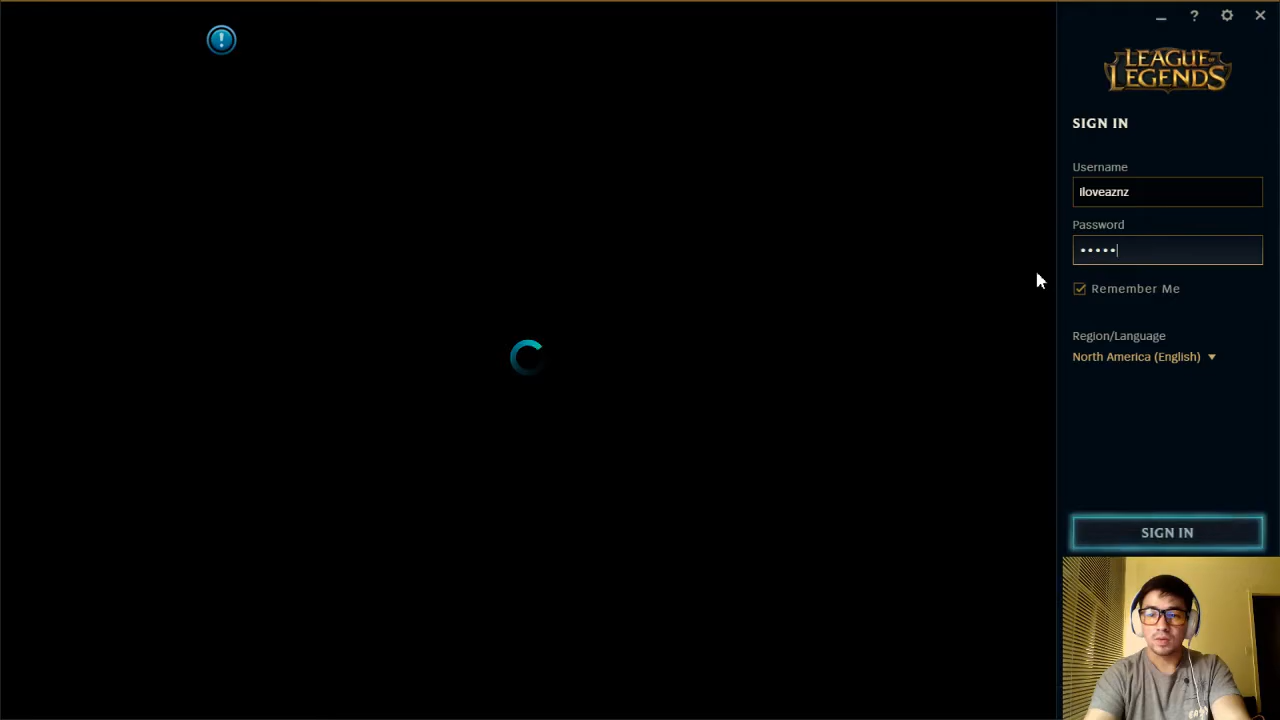 ?
LEAGUE OF
LEGENDS
SIGN IN
Username
iloveaznz
Password
•••••
Remember Me
Region/Language
North America (English)
SIGN IN